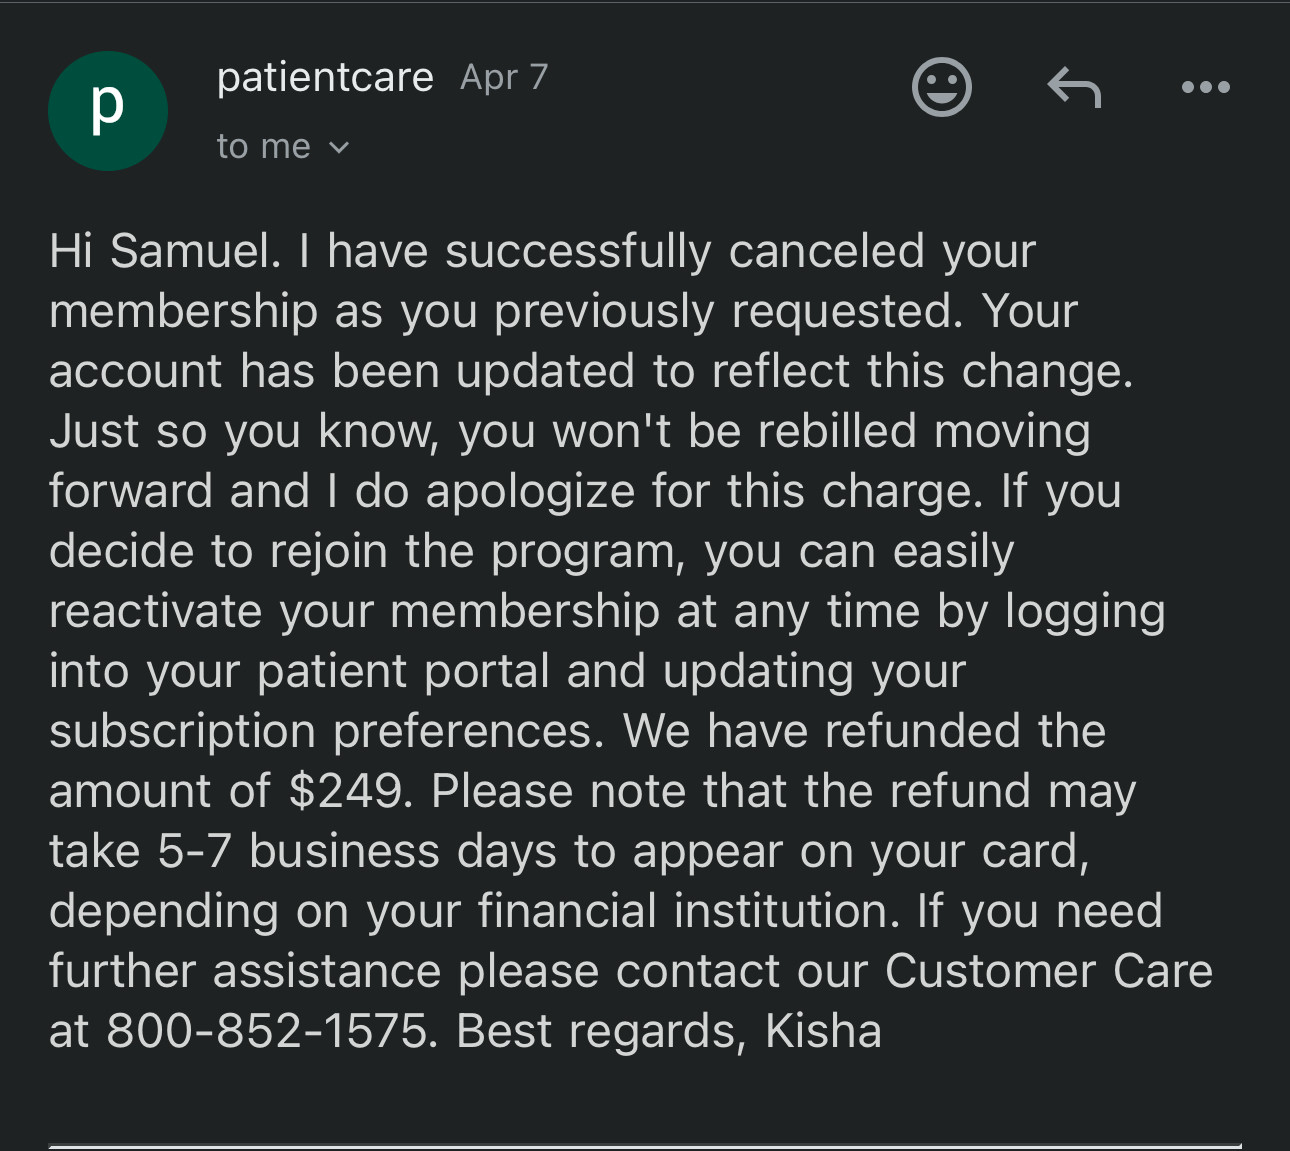 p
patientcare Apr 7
to me
Hi Samuel. I have successfully canceled your
membership as you previously requested. Your
account has been updated to reflect this change.
Just so you know, you won't be rebilled moving
forward and I do apologize for this charge. If you
decide to rejoin the program, you can easily
reactivate your membership at any time by logging
into your patient portal and updating your
subscription preferences. We have refunded the
amount of $249. Please note that the refund may
take 5-7 business days to appear on your card,
depending on your financial institution. If you need
further assistance please contact our Customer Care
at 800-852-1575. Best regards, Kisha